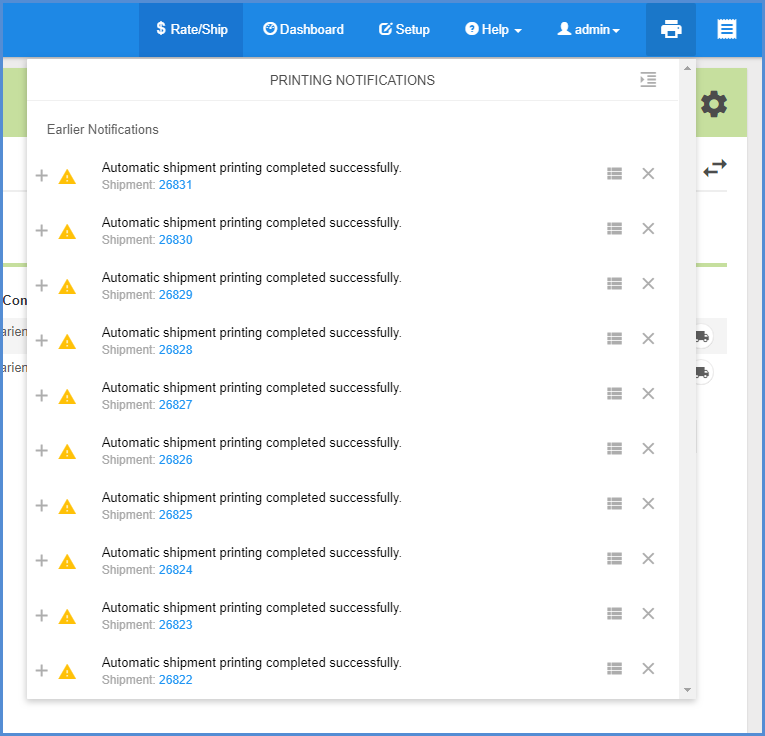 $ Rate/Ship Dashboard Setup Help admin
PRINTING NOTIFICATIONS
Earlier Notifications
Automatic shipment printing completed successfully.
Shipment: 26831
Automatic shipment printing completed successfully.
Shipment: 26830
Automatic shipment printing completed successfully.
Shipment: 26829
Con
Automatic shipment printing completed successfully.
arien
Shipment: 26828
arien
Automatic shipment printing completed successfully.
Shipment: 26827
Automatic shipment printing completed successfully.
Shipment: 26826
Automatic shipment printing completed successfully.
Shipment: 26825
Automatic shipment printing completed successfully.
Shipment: 26824
Automatic shipment printing completed successfully.
Shipment: 26823
Automatic shipment printing completed successfully.
Shipment: 26822